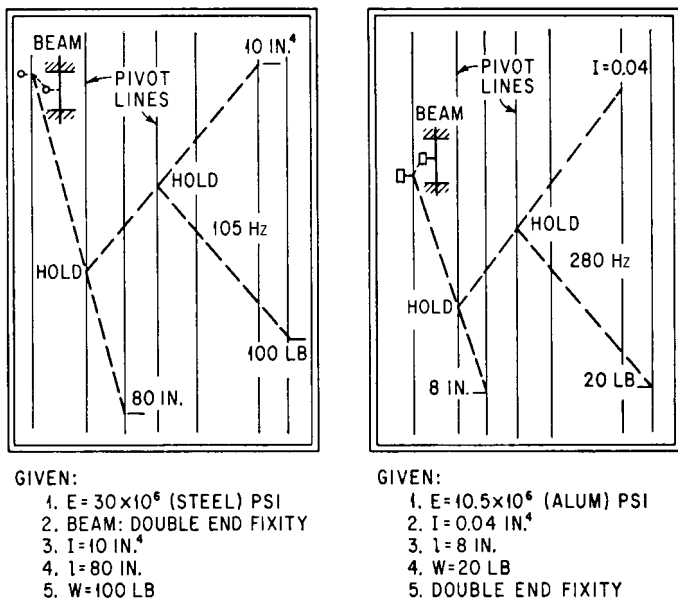 BEAM
10 IN.⁴
PIVOT
LINES
HOLD
105 Hz
HOLD
100 LB
80 IN.
GIVEN:
1. E=30×10⁶ (STEEL) PSI
2. BEAM: DOUBLE END FIXITY
3. I=10 IN.⁴
4. l=80 IN.
5. W=100 LB
I=0.04
PIVOT
LINES
BEAM
HOLD
280 Hz
HOLD
8 IN.
20 LB
GIVEN:
1. E=10.5×10⁶ (ALUM) PSI
2. I=0.04 IN.⁴
3. l=8 IN.
4. W=20 LB
5. DOUBLE END FIXITY